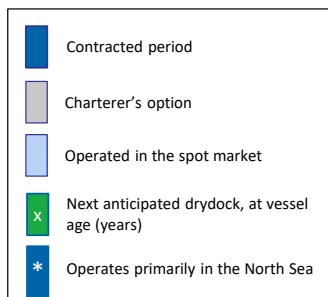 Contracted period
Charterer's option
Operated in the spot market
x
Next anticipated drydock, at vessel
age (years)
*
Operates primarily in the North Sea